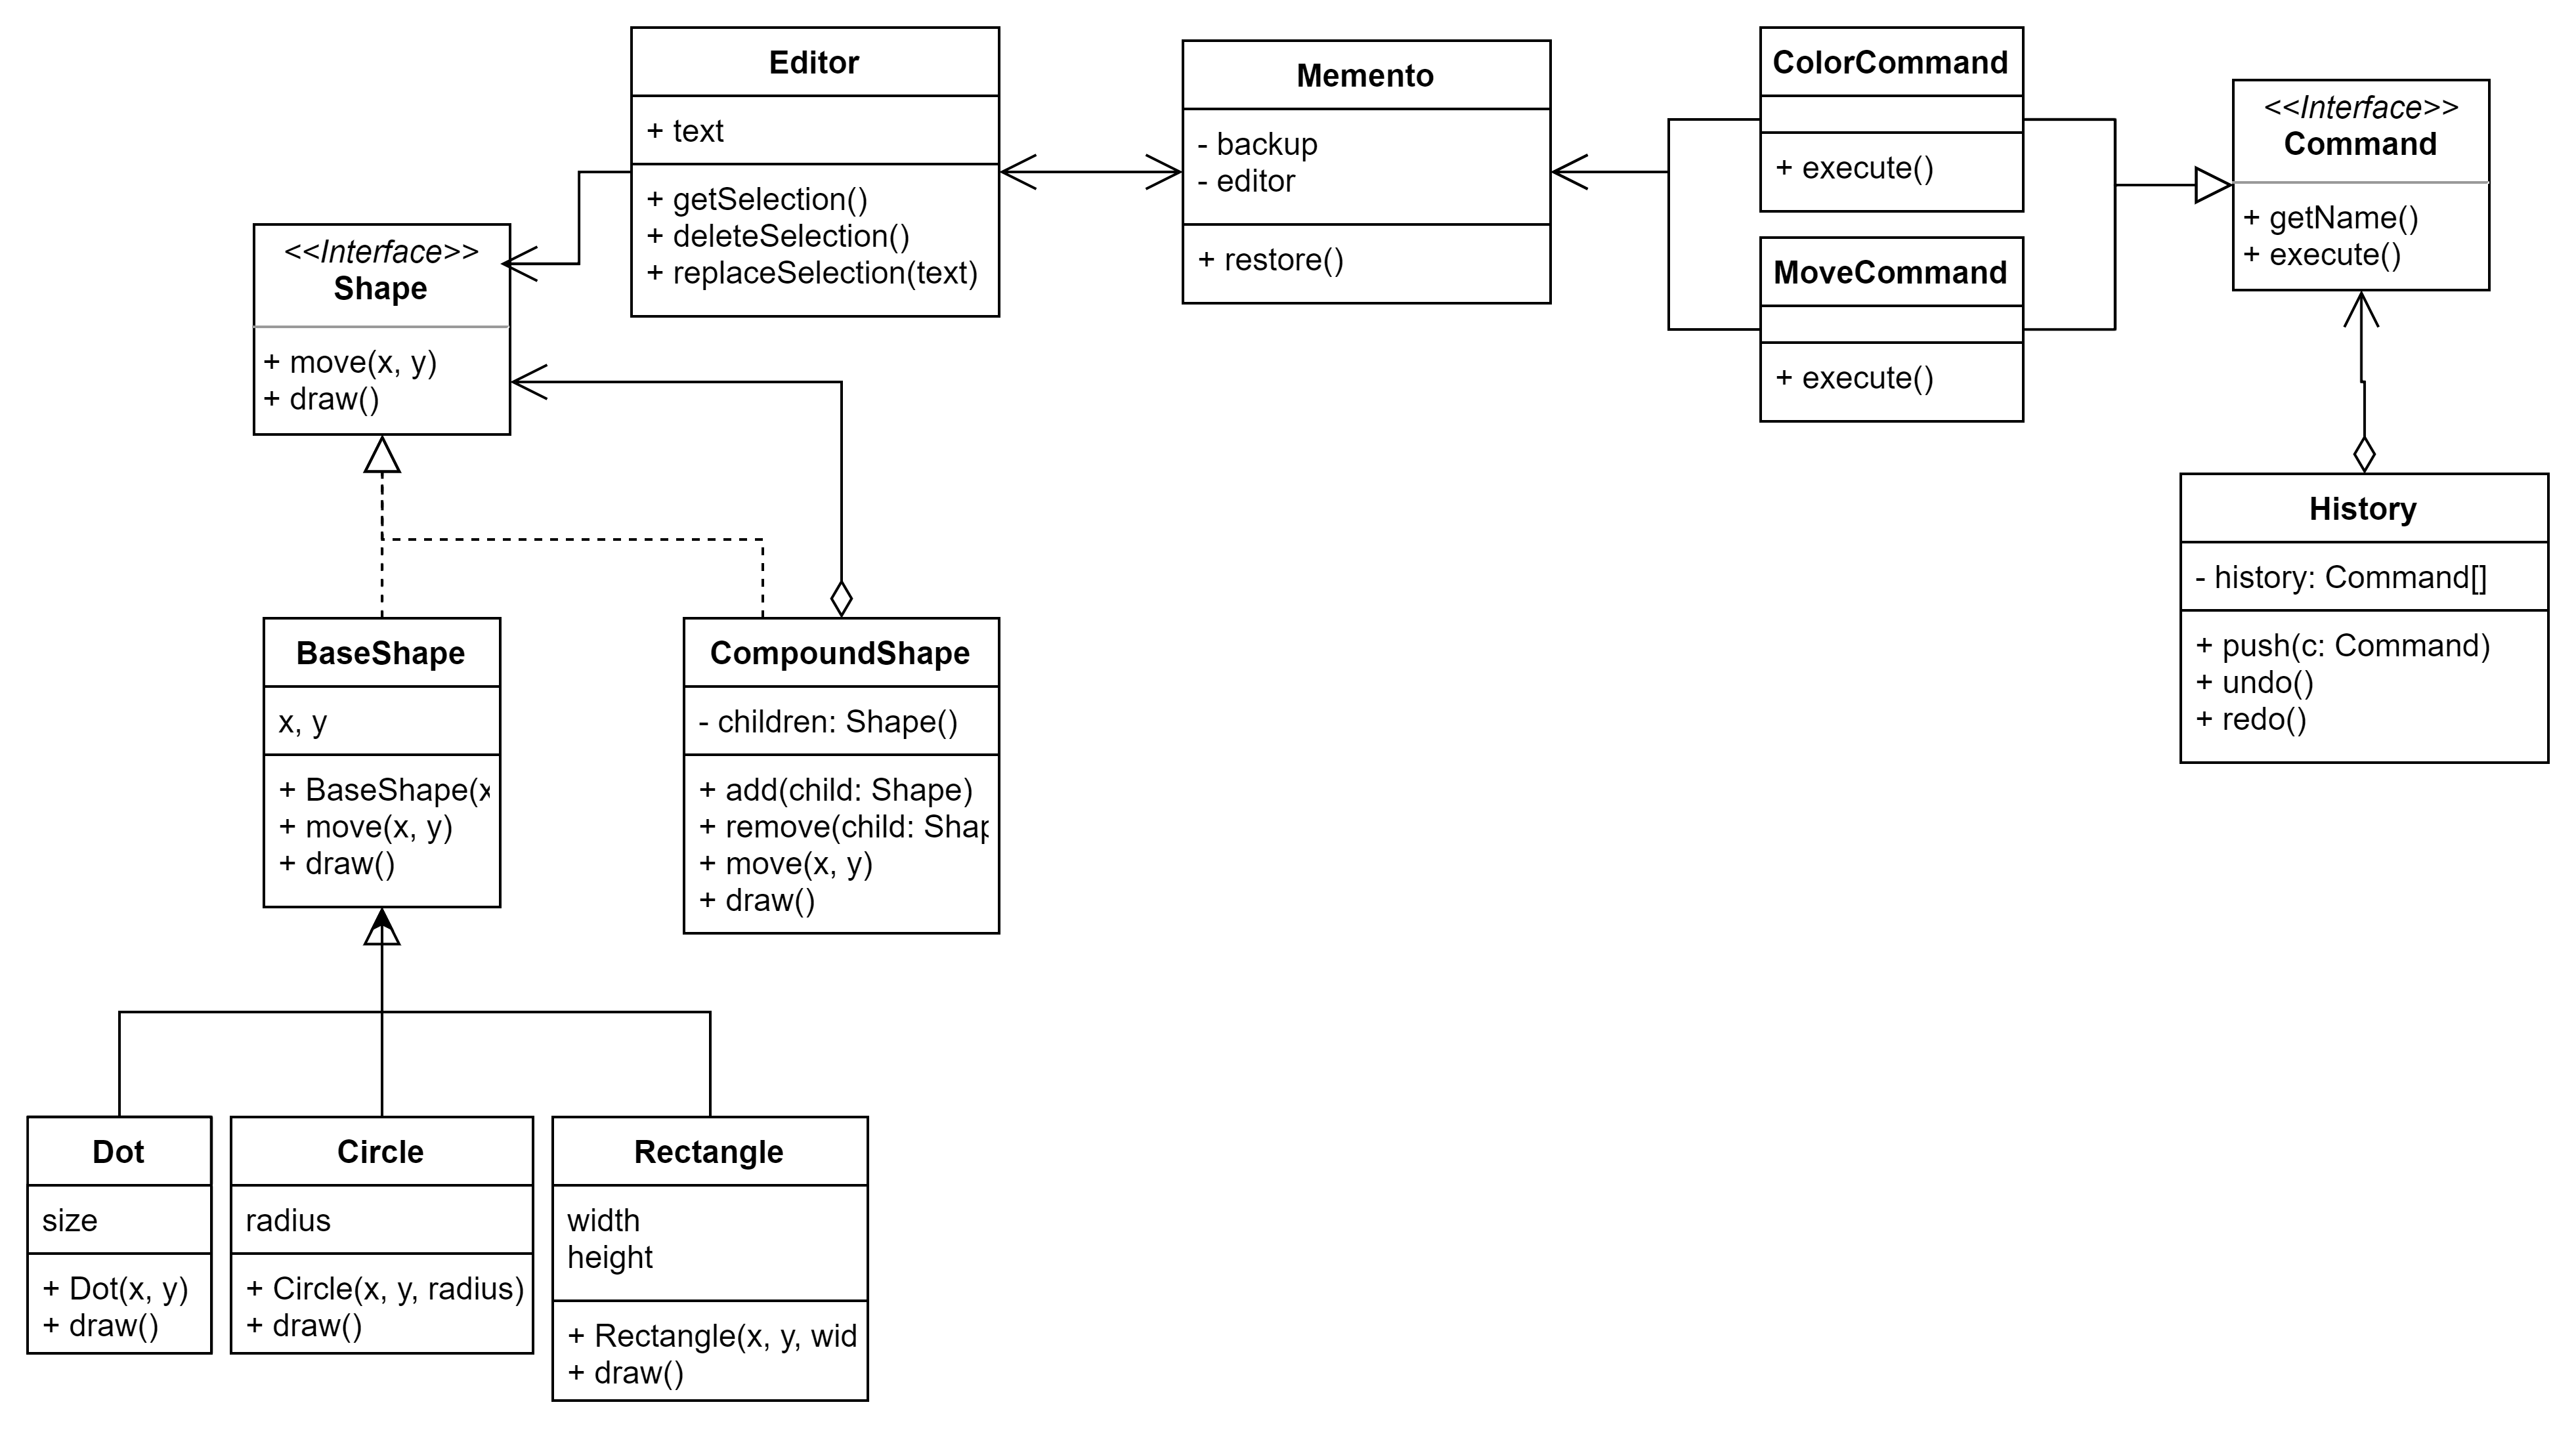 Editor
+ text
+ getSelection()
+ deleteSelection()
+ replaceSelection(text)
Memento
- backup
- editor
+ restore()
ColorCommand
+ execute()
MoveCommand
+ execute()
<<Interface>>
Command
+ getName()
+ execute()
<<Interface>>
Shape
+ move(x, y)
+ draw()
History
- history: Command[]
+ push(c: Command)
+ undo()
+ redo()
BaseShape
x, y
+ BaseShape(x
+ move(x, y)
+ draw()
CompoundShape
- children: Shape()
+ add(child: Shape)
+ remove(child: Shap
+ move(x, y)
+ draw()
Dot
size
+ Dot(x, y)
+ draw()
Circle
radius
+ Circle(x, y, radius)
+ draw()
Rectangle
width
height
+ Rectangle(x, y, wid
+ draw()